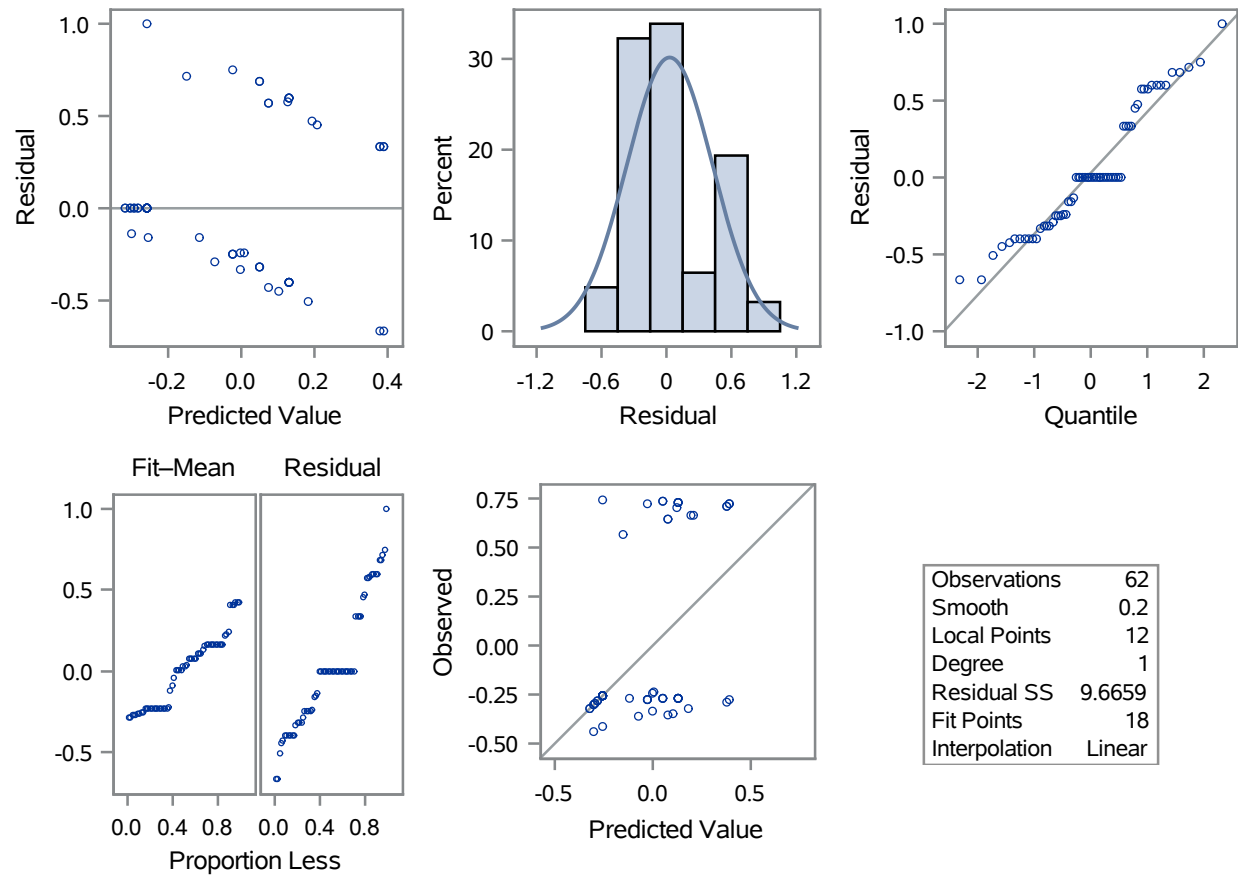 1.0
0.5
0.0
-0.5
Residual
-0.2 0.0 0.2 0.4
Predicted Value
30
20
10
0
Percent
-1.2 -0.6 0 0.6 1.2
Residual
1.0
0.5
0.0
-0.5
-1.0
Residual
-2 -1 0 1 2
Quantile
Fit–Mean Residual
1.0
0.5
0.0
-0.5
0.0 0.4 0.8 0.0 0.4 0.8
Proportion Less
0.75
0.50
0.25
0.00
-0.25
-0.50
Observed
-0.5 0.0 0.5
Predicted Value
Observations 62
Smooth 0.2
Local Points 12
Degree 1
Residual SS 9.6659
Fit Points 18
Interpolation Linear